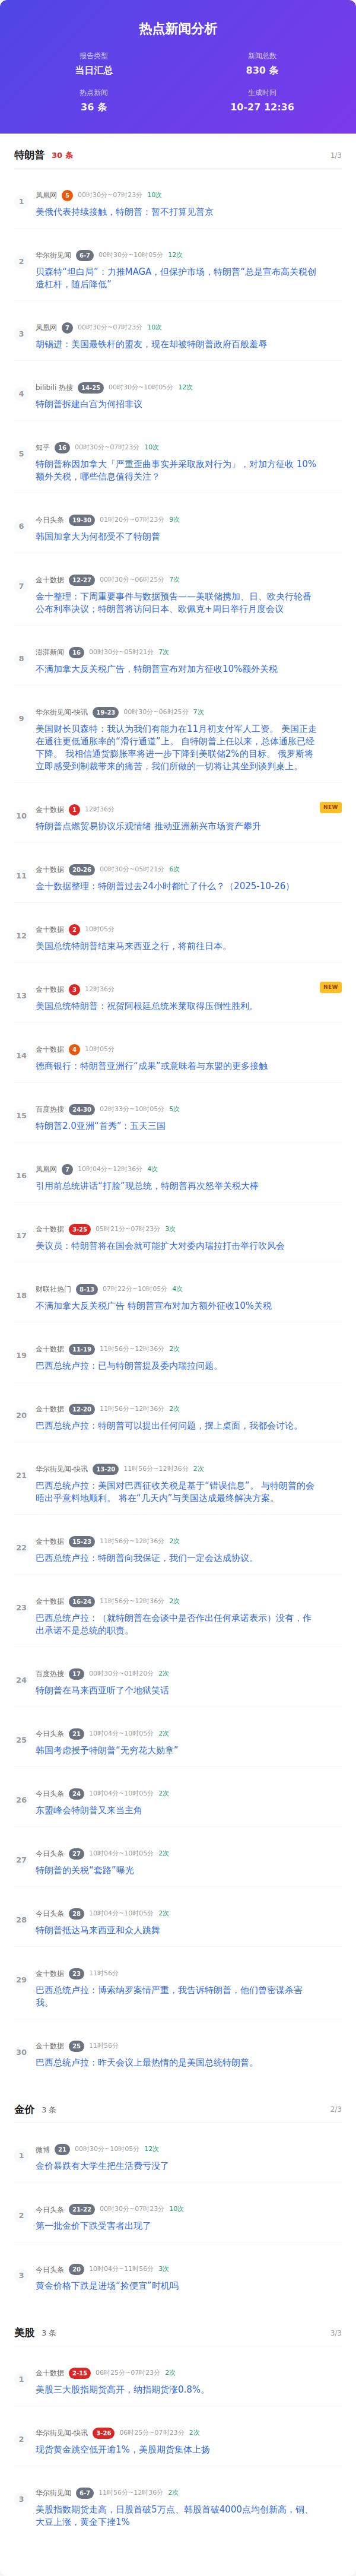 热点新闻分析
报告类型
当日汇总
新闻总数
830 条
热点新闻
36 条
生成时间
10-27 12:36
特朗普 30 条 1/3
1
凤凰网 5 00时30分~07时23分 10次
美俄代表持续接触，特朗普：暂不打算见普京
2
华尔街见闻 6-7 00时30分~10时05分 12次
贝森特“坦白局”：力推MAGA，但保护市场，特朗普“总是宣布高关税创
造杠杆，随后降低”
3
凤凰网 7 00时30分~07时23分 10次
胡锡进：美国最铁杆的盟友，现在却被特朗普政府百般羞辱
4
bilibili 热搜 14-25 00时30分~10时05分 12次
特朗普拆建白宫为何招非议
5
知乎 16 00时30分~07时23分 10次
特朗普称因加拿大「严重歪曲事实并采取敌对行为」，对加方征收 10%
额外关税，哪些信息值得关注？
6
今日头条 19-30 01时20分~07时23分 9次
韩国加拿大为何都受不了特朗普
7
金十数据 12-27 00时30分~06时25分 7次
金十整理：下周重要事件与数据预告——美联储携加、日、欧央行轮番
公布利率决议；特朗普将访问日本、欧佩克+周日举行月度会议
8
澎湃新闻 16 00时30分~05时21分 7次
不满加拿大反关税广告，特朗普宣布对加方征收10%额外关税
9
华尔街见闻-快讯 19-23 00时30分~06时25分 7次
美国财长贝森特：我认为我们有能力在11月初支付军人工资。 美国正走
在通往更低通胀率的“滑行通道”上。 自特朗普上任以来，总体通胀已经
下降。 我相信通货膨胀率将进一步下降到美联储2%的目标。 俄罗斯将
立即感受到制裁带来的痛苦，我们所做的一切将让其坐到谈判桌上。
10
金十数据 1 12时36分 NEW
特朗普点燃贸易协议乐观情绪 推动亚洲新兴市场资产攀升
11
金十数据 20-26 00时30分~05时21分 6次
金十数据整理：特朗普过去24小时都忙了什么？（2025-10-26）
12
金十数据 2 10时05分
美国总统特朗普结束马来西亚之行，将前往日本。
13
金十数据 3 12时36分 NEW
美国总统特朗普：祝贺阿根廷总统米莱取得压倒性胜利。
14
金十数据 4 10时05分
德商银行：特朗普亚洲行“成果”或意味着与东盟的更多接触
15
百度热搜 24-30 02时33分~10时05分 5次
特朗普2.0亚洲“首秀”：五天三国
16
凤凰网 7 10时04分~12时36分 4次
引用前总统讲话“打脸”现总统，特朗普再次怒举关税大棒
17
金十数据 3-25 05时21分~07时23分 3次
美议员：特朗普将在国会就可能扩大对委内瑞拉打击举行吹风会
18
财联社热门 8-13 07时22分~10时05分 4次
不满加拿大反关税广告 特朗普宣布对加方额外征收10%关税
19
金十数据 11-19 11时56分~12时36分 2次
巴西总统卢拉：已与特朗普提及委内瑞拉问题。
20
金十数据 12-20 11时56分~12时36分 2次
巴西总统卢拉：特朗普可以提出任何问题，摆上桌面，我都会讨论。
21
华尔街见闻-快讯 13-20 11时56分~12时36分 2次
巴西总统卢拉：美国对巴西征收关税是基于“错误信息”。 与特朗普的会
晤出乎意料地顺利。 将在“几天内”与美国达成最终解决方案。
22
金十数据 15-23 11时56分~12时36分 2次
巴西总统卢拉：特朗普向我保证，我们一定会达成协议。
23
金十数据 16-24 11时56分~12时36分 2次
巴西总统卢拉：（就特朗普在会谈中是否作出任何承诺表示）没有，作
出承诺不是总统的职责。
24
百度热搜 17 00时30分~01时20分 2次
特朗普在马来西亚听了个地狱笑话
25
今日头条 21 10时04分~10时05分 2次
韩国考虑授予特朗普“无穷花大勋章”
26
今日头条 24 10时04分~10时05分 2次
东盟峰会特朗普又来当主角
27
今日头条 27 10时04分~10时05分 2次
特朗普的关税“套路”曝光
28
今日头条 28 10时04分~10时05分 2次
特朗普抵达马来西亚和众人跳舞
29
金十数据 23 11时56分
巴西总统卢拉：博索纳罗案情严重，我告诉特朗普，他们曾密谋杀害
我。
30
金十数据 25 11时56分
巴西总统卢拉：昨天会议上最热情的是美国总统特朗普。
金价 3 条 2/3
1
微博 21 00时30分~10时05分 12次
金价暴跌有大学生把生活费亏没了
2
今日头条 21-22 00时30分~07时23分 10次
第一批金价下跌受害者出现了
3
今日头条 20 10时04分~11时56分 3次
黄金价格下跌是进场“捡便宜”时机吗
美股 3 条 3/3
1
金十数据 2-15 06时25分~07时23分 2次
美股三大股指期货高开，纳指期货涨0.8%。
2
华尔街见闻-快讯 3-26 06时25分~07时23分 2次
现货黄金跳空低开逾1%，美股期货集体上扬
3
华尔街见闻 6-7 11时56分~12时36分 2次
美股指数期货走高，日股首破5万点、韩股首破4000点均创新高，铜、
大豆上涨，黄金下挫1%